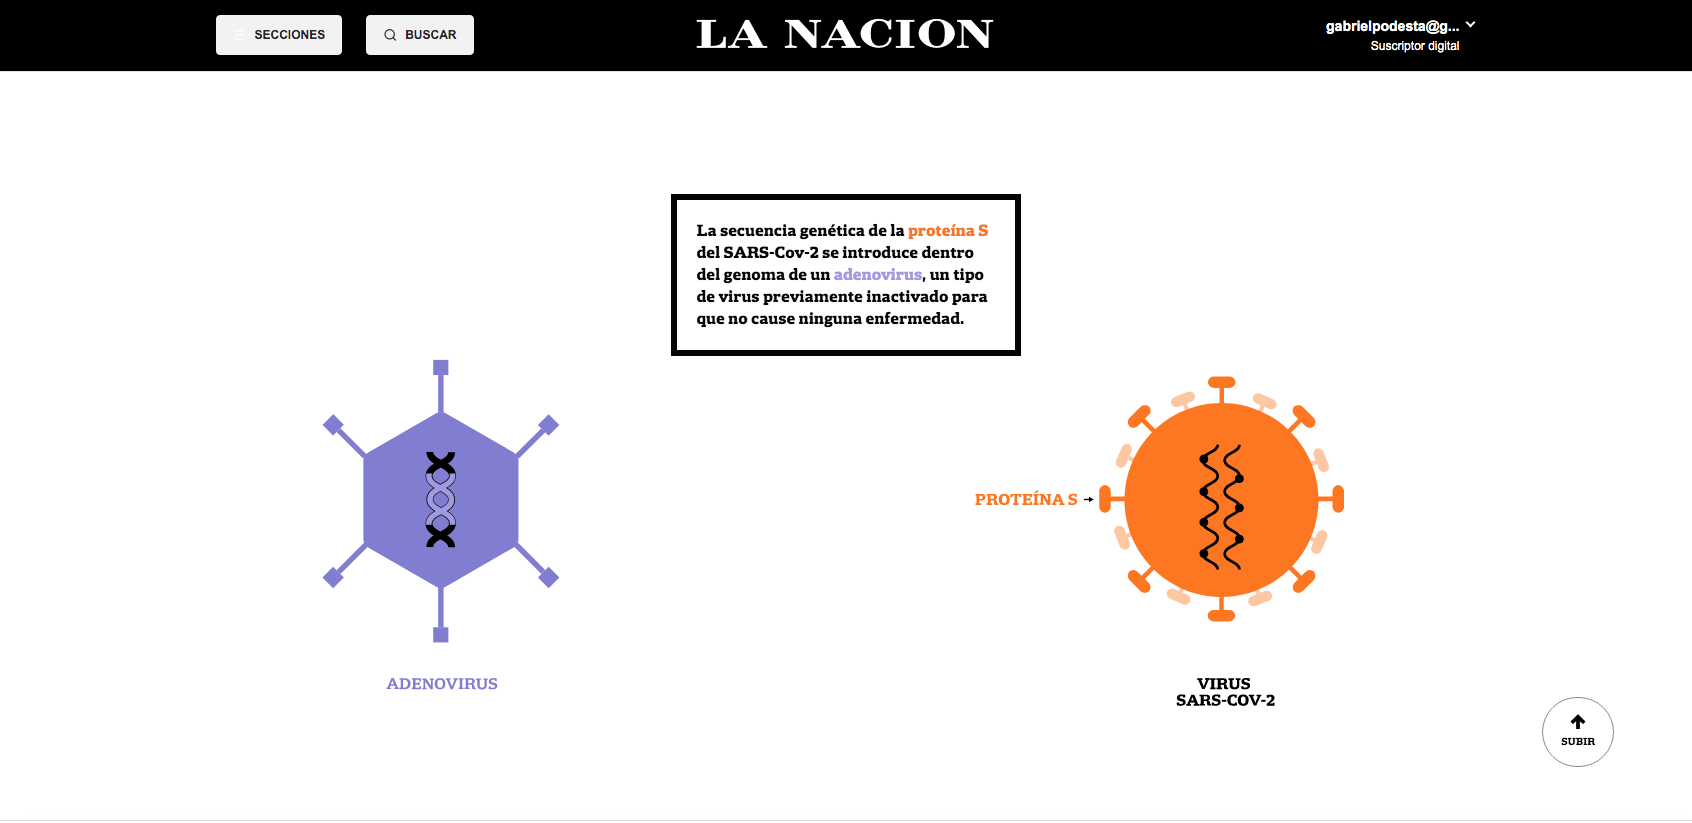 SECCIONES
BUSCAR
LA NACION
gabrielpodesta@g...
Suscriptor digital
La secuencia genética de la proteína S
del SARS-Cov-2 se introduce dentro
del genoma de un adenovirus, un tipo
de virus previamente inactivado para
que no cause ninguna enfermedad.
PROTEÍNA S
ADENOVIRUS
VIRUS
SARS-COV-2
SUBIR